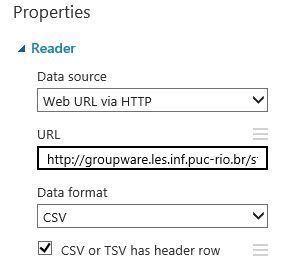 Properties
Reader
Data source
Web URL via HTTP
URL
http://groupware.les.inf.puc-rio.br/s
Data format
CSV
CSV or TSV has header row